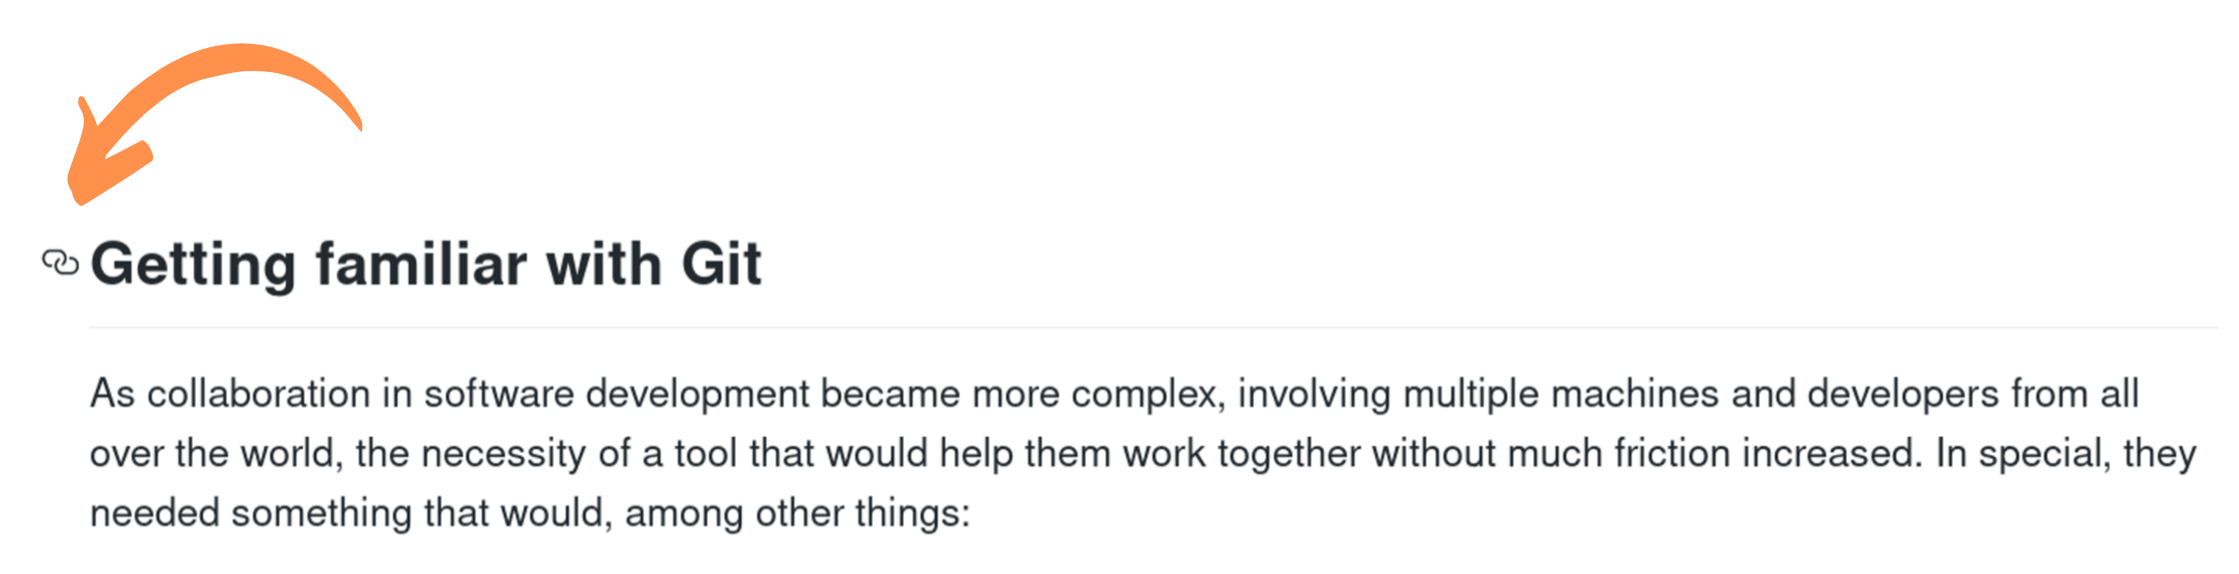 Getting familiar with Git
As collaboration in software development became more complex, involving multiple machines and developers from all
over the world, the necessity of a tool that would help them work together without much friction increased. In special, they
needed something that would, among other things: